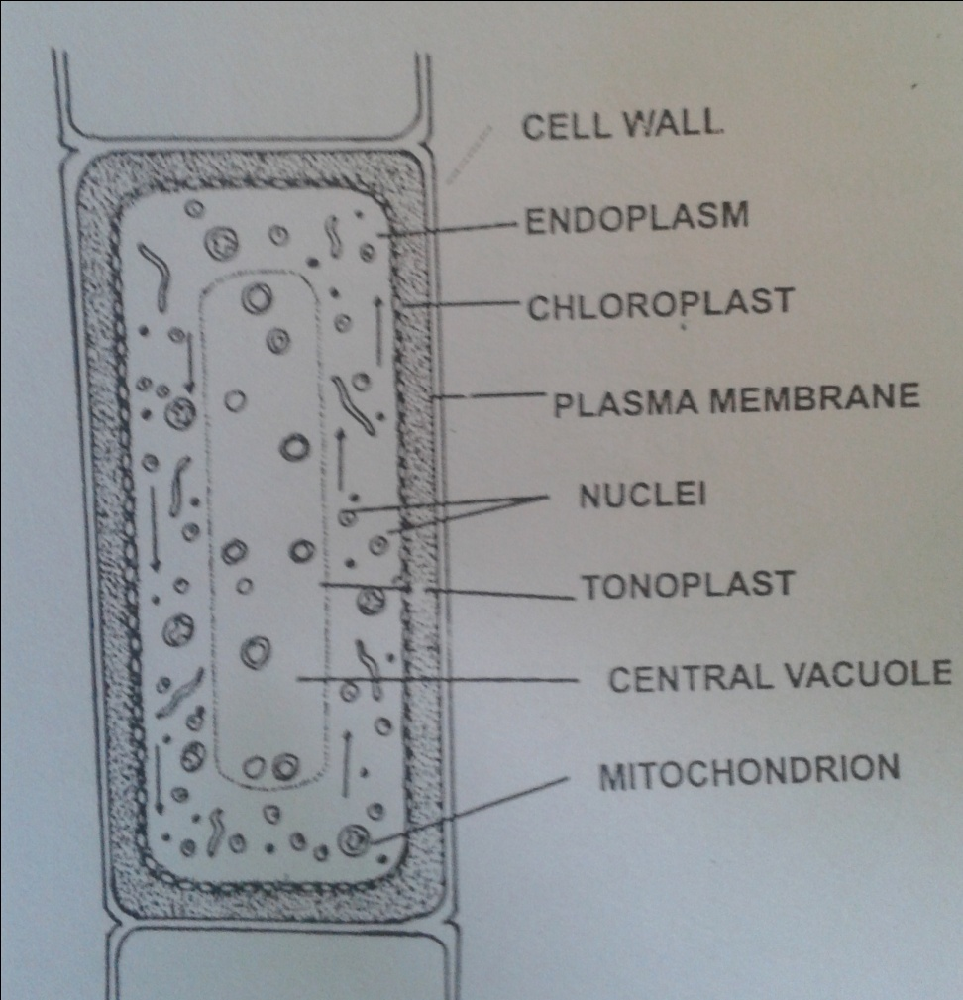 CELL WALL
ENDOPLASM
CHLOROPLAST
PLASMA MEMBRANE
NUCLEI
TONOPLAST
CENTRAL VACUOLE
MITOCHONDRION